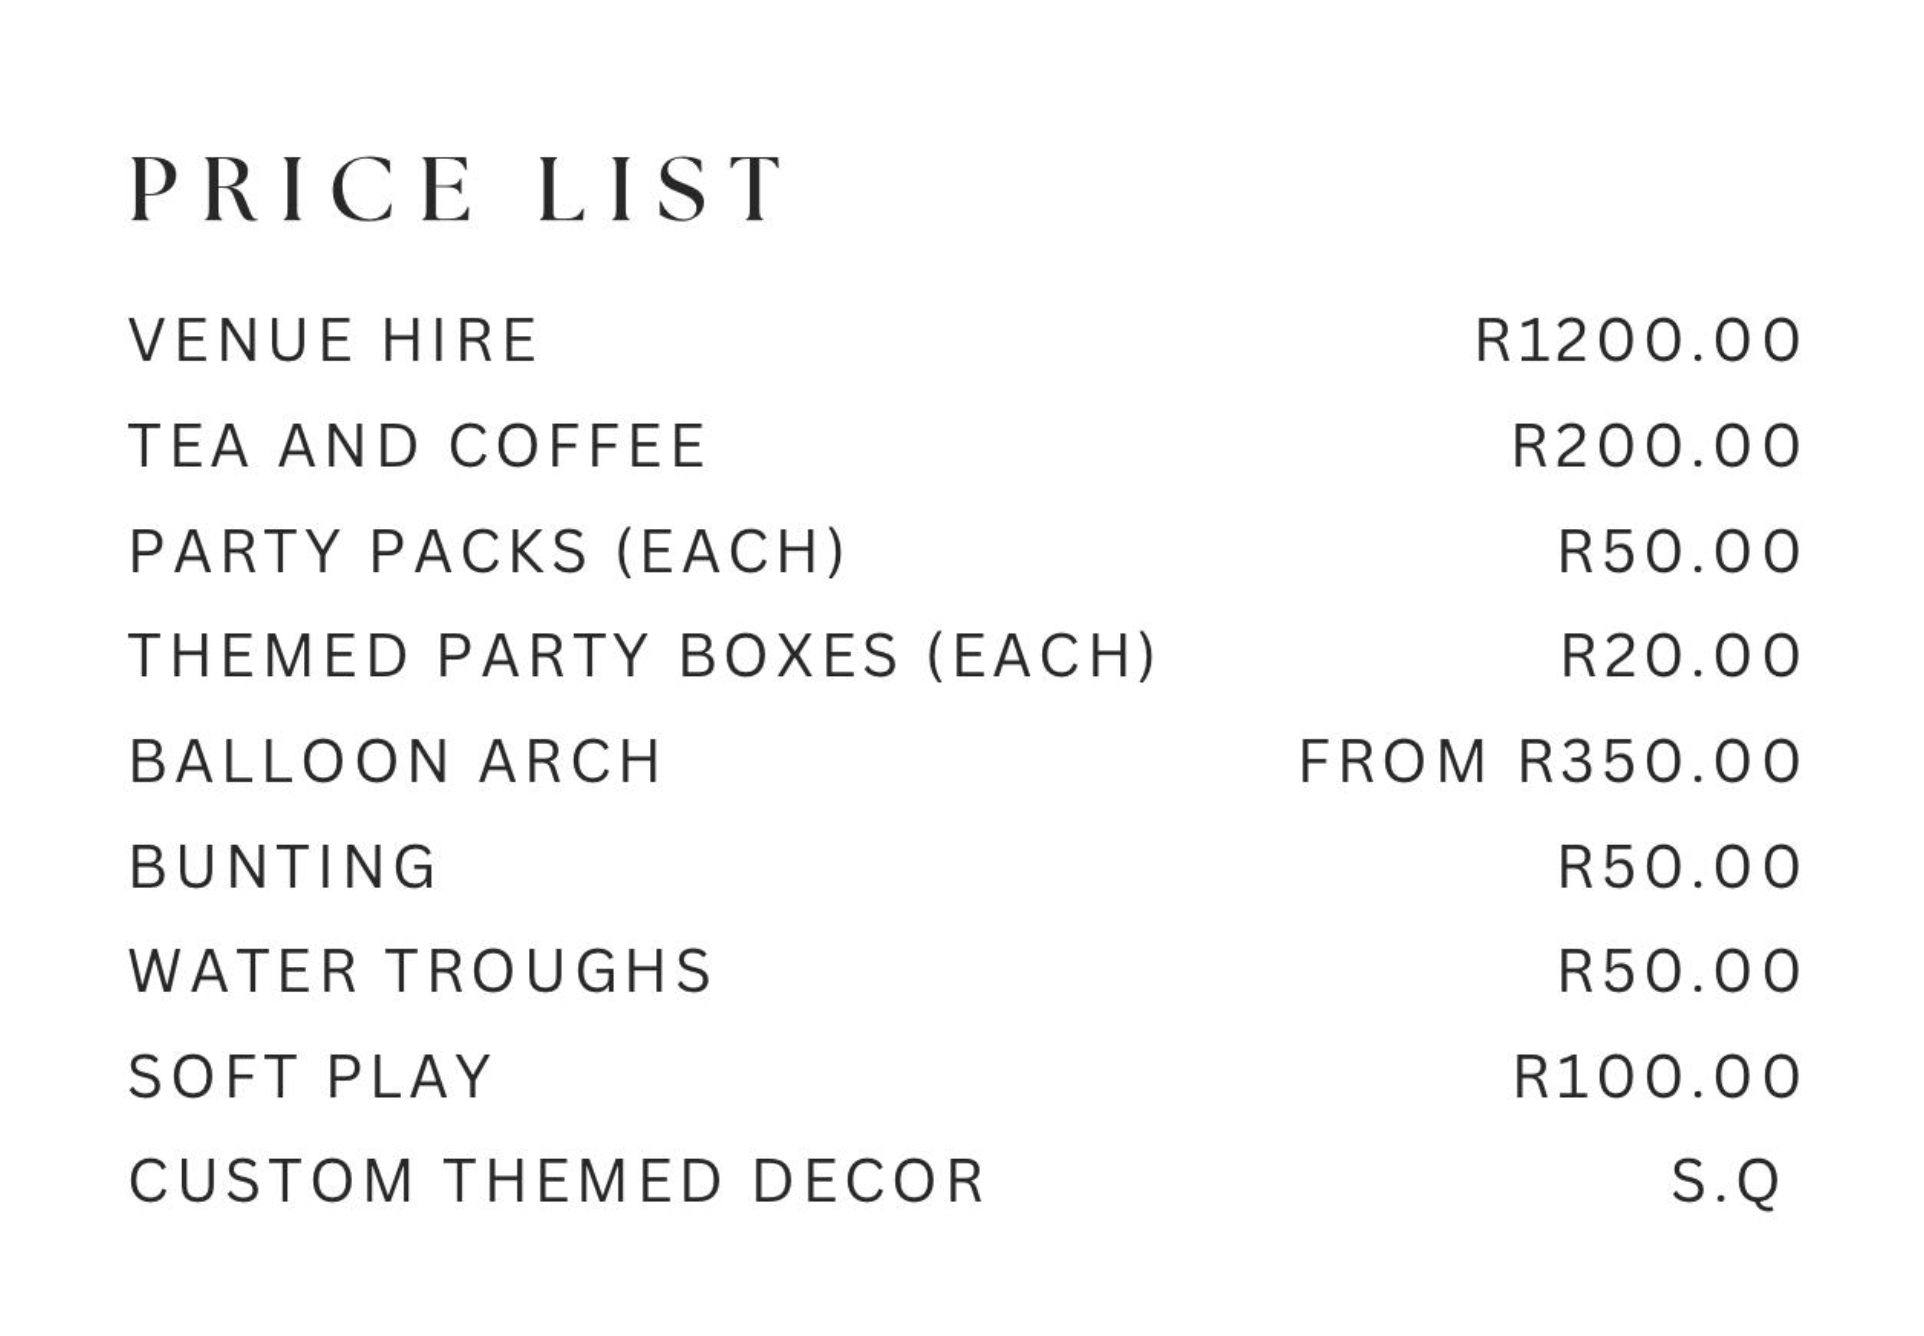 PRICE LIST
VENUE HIRE R1200.00
TEA AND COFFEE R200.00
PARTY PACKS (EACH) R50.00
THEMED PARTY BOXES (EACH) R20.00
BALLOON ARCH FROM R350.00
BUNTING R50.00
WATER TROUGHS R50.00
SOFT PLAY R100.00
CUSTOM THEMED DECOR S.Q